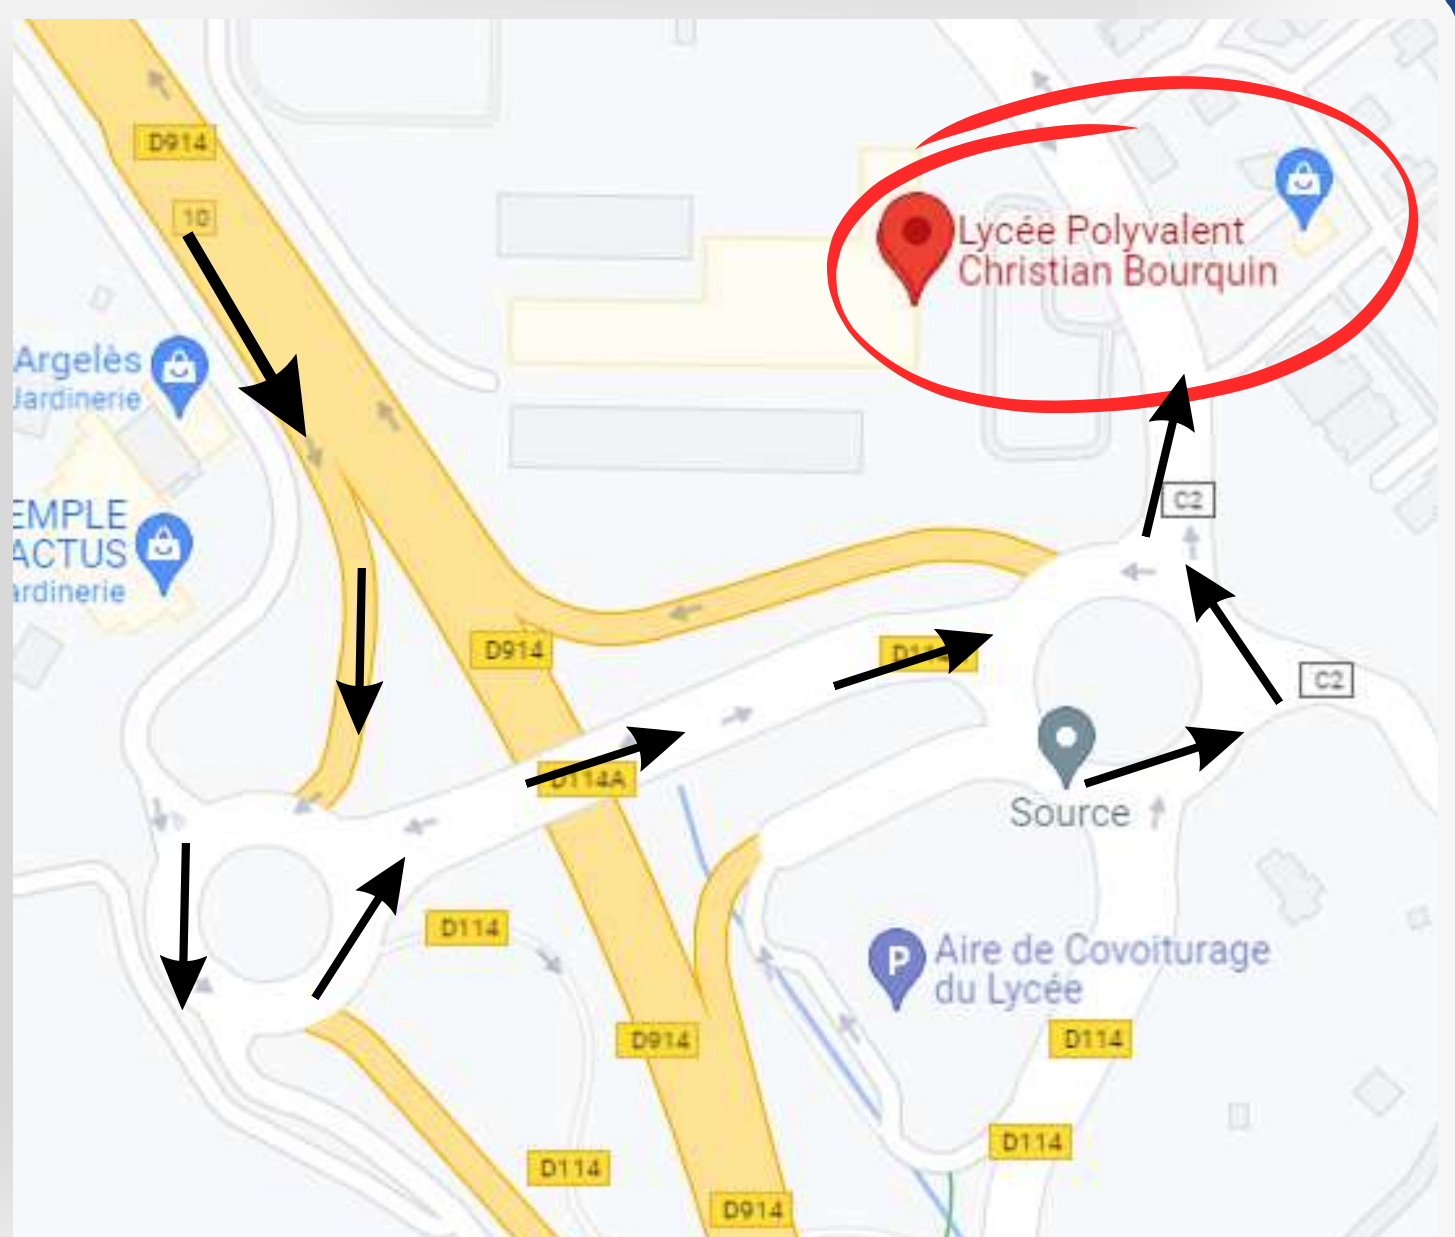 D914
10
Lycée Polyvalent
Christian Bourquin
Argelès
Jardinerie
EMPLE
ACTUS
ardinerie
C2
D914
C2
D114A
Source
D114
Aire de Covoiturage
du Lycée
D914
D114
D114
D114
D914